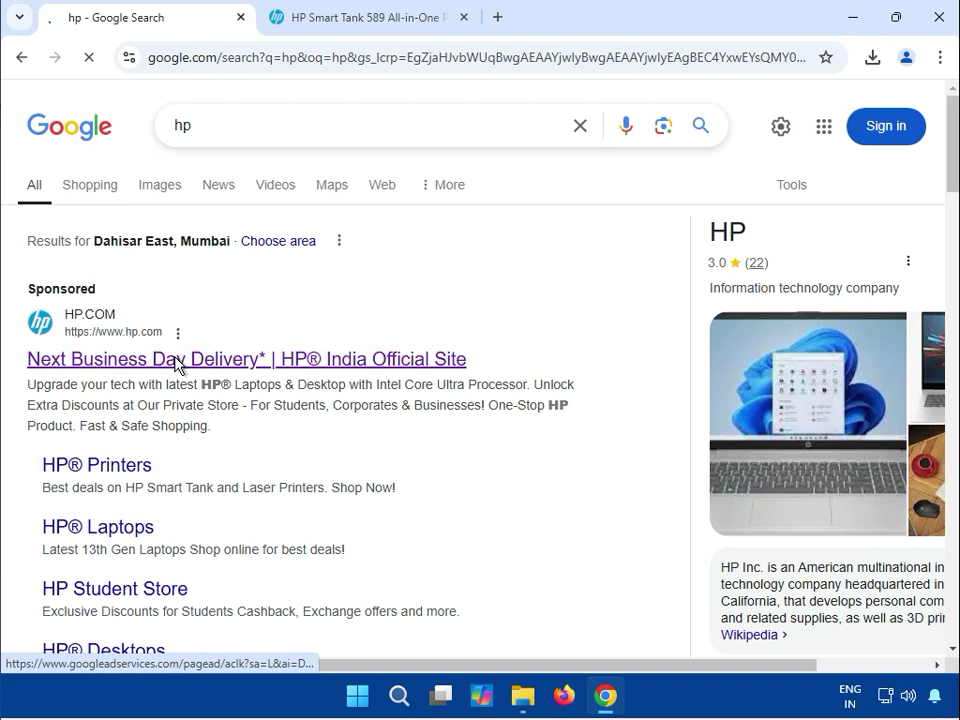 hp - Google Search
HP Smart Tank 589 All-in-One P
google.com/search?q=hp&oq=hp&gs_lcrp=EgZjaHJvbWUqBwgAEAAYjwIyBwgAEAAYjwIyEAgBEC4YxwEYsQMY0...
Google
hp
Sign in
All
Shopping
Images
News
Videos
Maps
Web
More
Tools
Results for Dahisar East, Mumbai · Choose area
Sponsored
hp
HP.COM
https://www.hp.com
Next Business Day Delivery* | HP® India Official Site
Upgrade your tech with latest HP® Laptops & Desktop with Intel Core Ultra Processor. Unlock
Extra Discounts at Our Private Store - For Students, Corporates & Businesses! One-Stop HP
Product. Fast & Safe Shopping.
HP® Printers
Best deals on HP Smart Tank and Laser Printers. Shop Now!
HP® Laptops
Latest 13th Gen Laptops Shop online for best deals!
HP Student Store
Exclusive Discounts for Students Cashback, Exchange offers and more.
HP® Desktops
HP
3.0 (22)
Information technology company
HP Inc. is an American multinational in
technology company headquartered in
California, that develops personal com
and related supplies, as well as 3D prin
Wikipedia ›
https://www.googleadservices.com/pagead/aclk?sa=L&ai=D...
ENG
IN